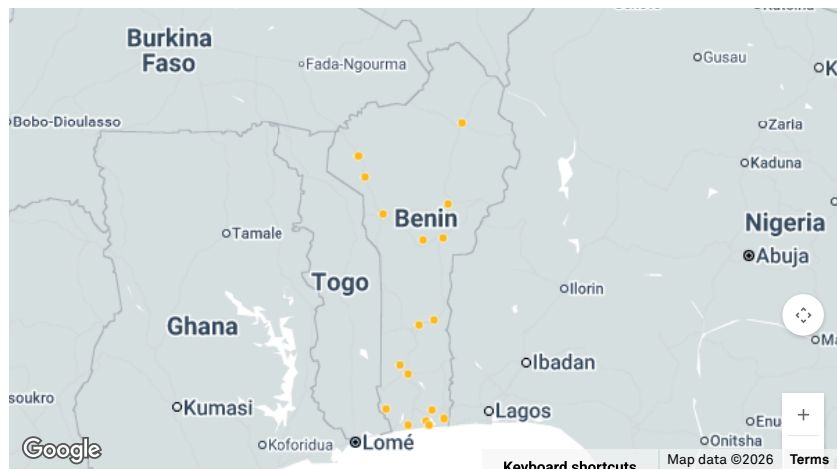 Burkina
Faso
Fada-Ngourma
Gusau
Bobo-Dioulasso
Zaria
Kaduna
Benin
Nigeria
Tamale
Abuja
Togo
Ilorin
Ghana
Ibadan
soukro
Kumasi
Lagos
Enu
Onitsha
Koforidua
Lomé
Google
Keyboard shortcuts
Map data ©2026
Terms